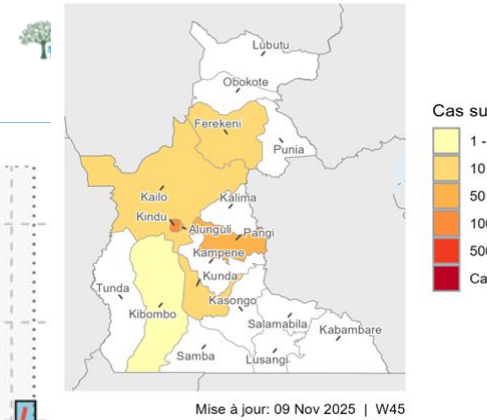 Lubutu
Obokote
Ferekeni
Punia
Kailo
Kalima
Kindu
Alunguli
Pangi
Kampene
Kunda
Tunda
Kasongo
Kibombo
Salamabila
Kabambare
Samba
Lusangi
Cas su
1 -
10
50
100
500
Ca
Mise à jour: 09 Nov 2025 | W45